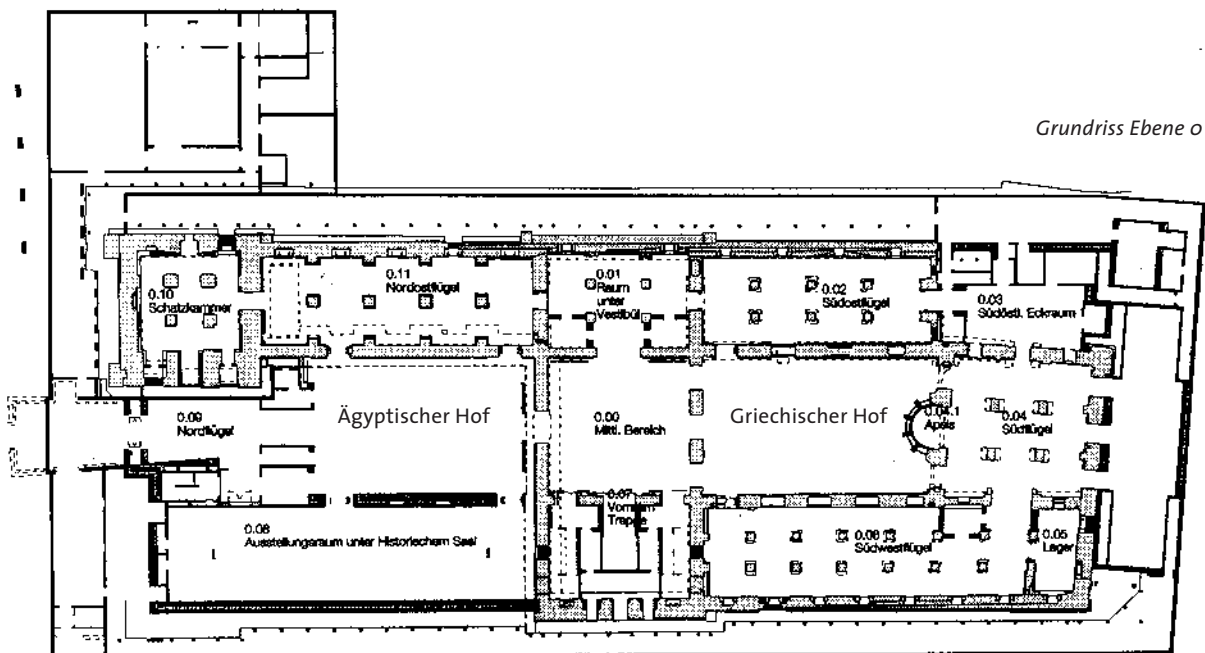 Grundriss Ebene 0
0.10
Schatzkammer
0.11
Nordostflügel
0.01
Raum
unter
Vestibül
0.02
Südostflügel
0.03
Südöstl. Eckraum
0.09
Nordflügel
Ägyptischer Hof
0.00
Mittl. Bereich
Griechischer Hof
0.04.1
Apsis
0.04
Südflügel
0.08
Ausstellungsraum unter Historischem Saal
0.07
Treppe
0.06
Südwestflügel
0.05
Lager